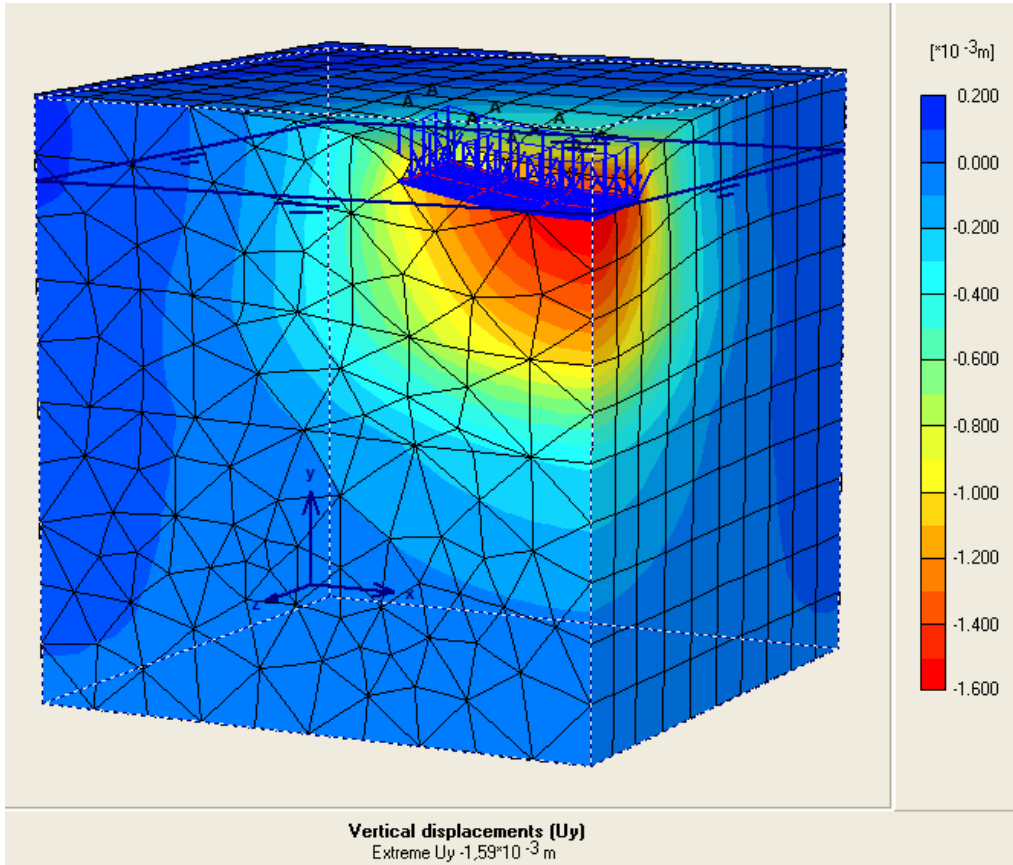 [*10 -3m]
A
A
A
A
A
0.200
0.000
-0.200
-0.400
-0.600
-0.800
-1.000
-1.200
-1.400
-1.600
y
x
z
Vertical displacements (Uy)
Extreme Uy -1,59*10 -3 m